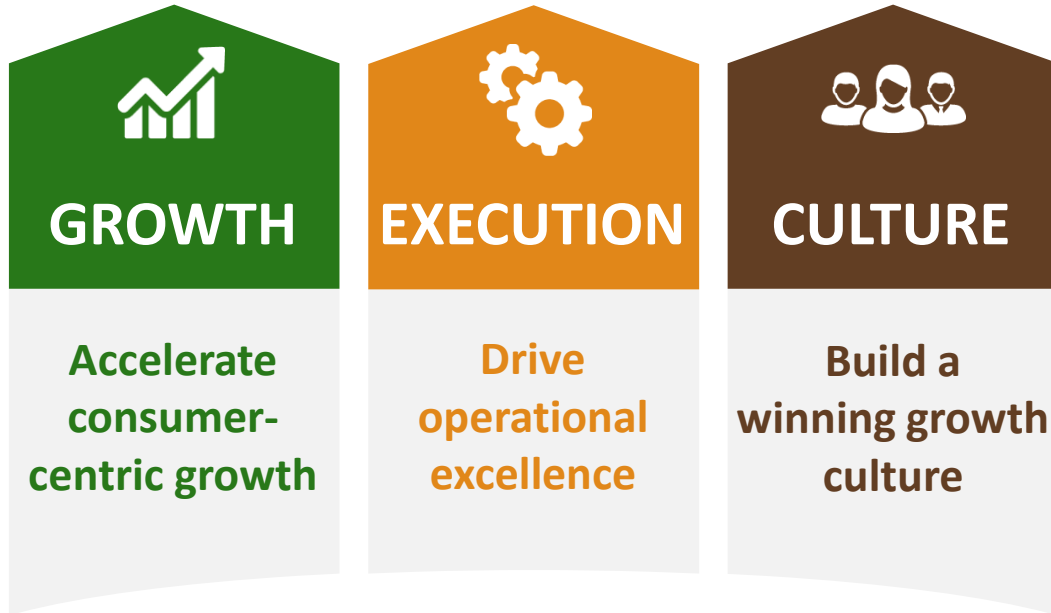 GROWTH
Accelerate
consumer-
centric growth
EXECUTION
Drive
operational
excellence
CULTURE
Build a
winning growth
culture